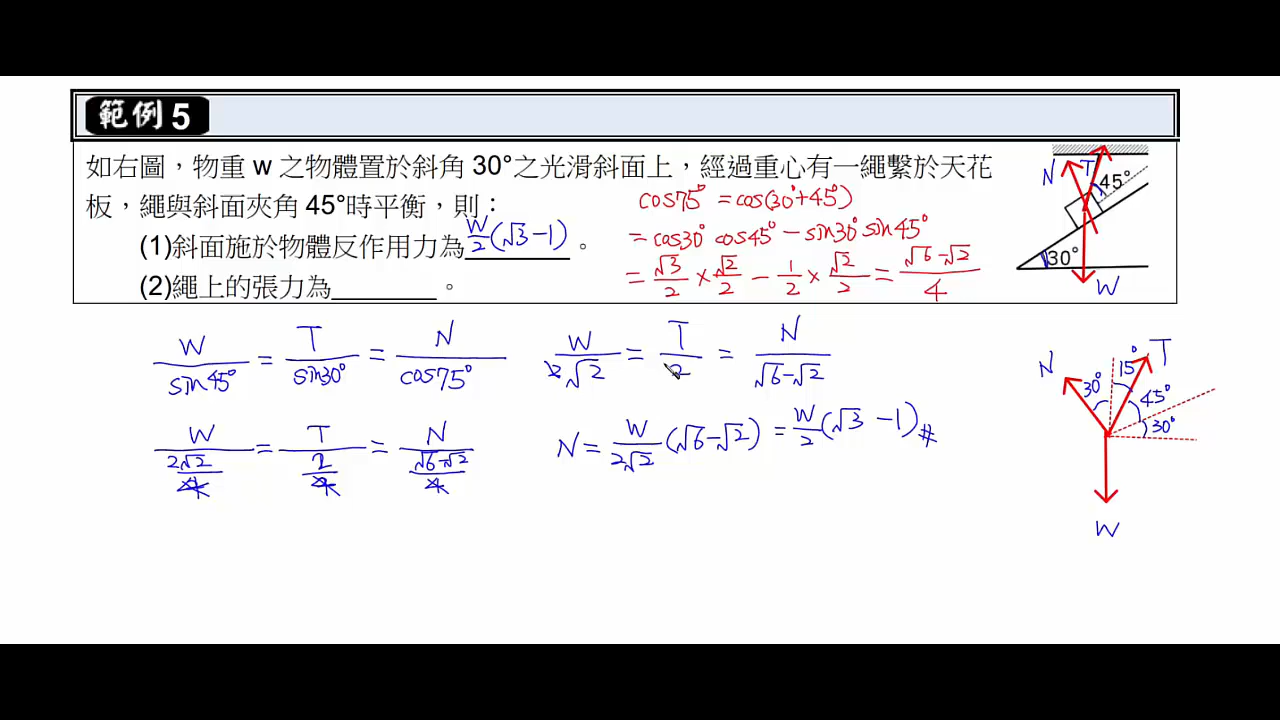 範例 5
如右圖，物重 w 之物體置於斜角 30°之光滑斜面上，經過重心有一繩繫於天花
板，繩與斜面夾角 45°時平衡，則：
(1)斜面施於物體反作用力為 W/2(√3−1) 。
(2)繩上的張力為________。
cos75° = cos(30°+45°)
= cos30° cos45° − sin30° sin45°
= √3/2 × √2/2 − 1/2 × √2/2 = √6−√2/4
N T 45°
30°
W
W/sin45° = T/sin30° = N/cos75°
W/2√2/4 = T/2/4 = N/√6−√2/4
W/2√2 = T/2 = N/√6−√2
N = W/2√2 (√6−√2) = W/2 (√3 −1) #
N 30° 15° T
45°
30°
W